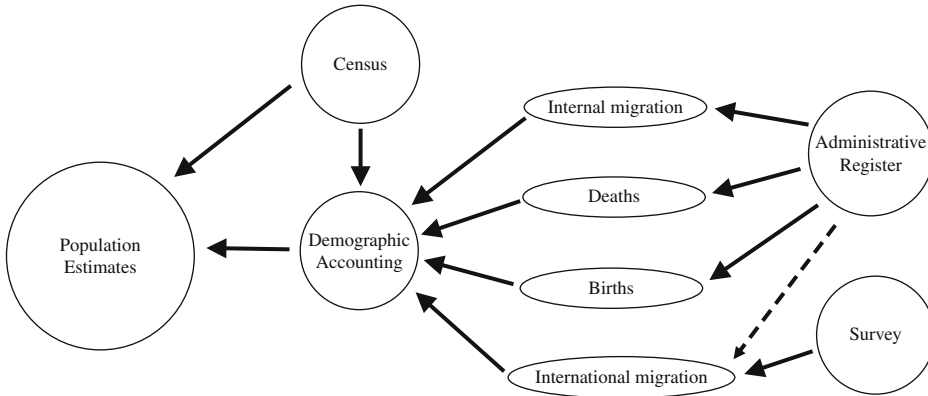 Census
Internal migration
Administrative
Register
Deaths
Population
Estimates
Demographic
Accounting
Births
Survey
International migration